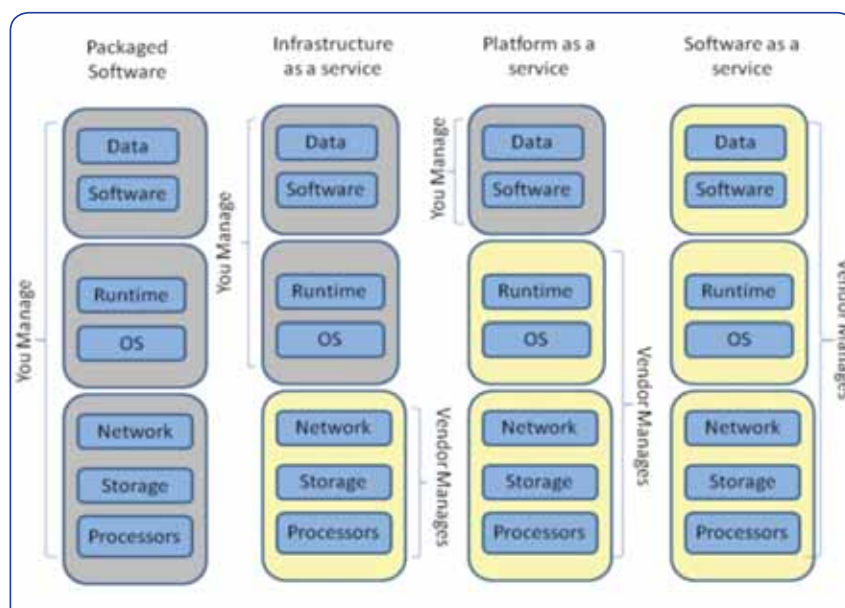 Packaged
Software
Infrastructure
as a service
Platform as a
service
Software as a
service
You Manage
Data
Software
Runtime
OS
Network
Storage
Processors
You Manage
Data
Software
Runtime
OS
Network
Storage
Processors
Vendor Manages
You Manage
Data
Software
Runtime
OS
Network
Storage
Processors
Vendor Manages
Data
Software
Runtime
OS
Network
Storage
Processors
Vendor Manages